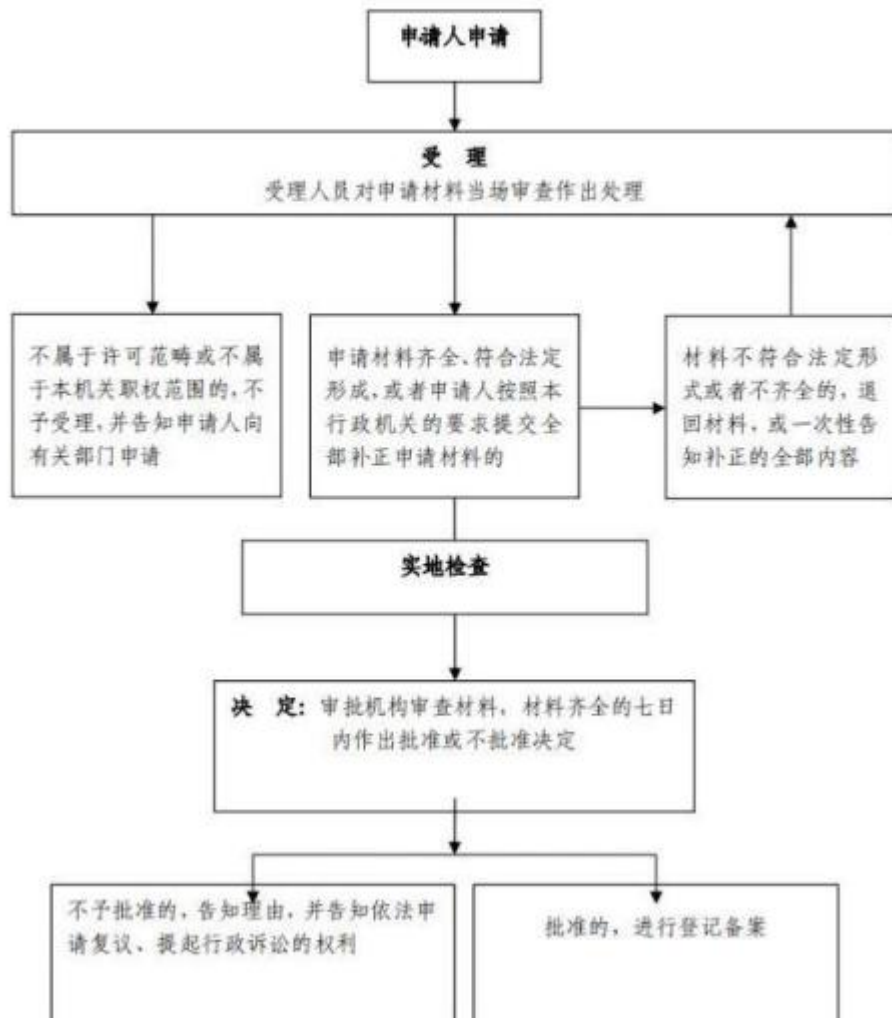 申请人申请
受 理
受理人员对申请材料当场审查作出处理
不属于许可范畴或不属
于本机关职权范围的，不
予受理，并告知申请人向
有关部门申请
申请材料齐全、符合法定
形成，或者申请人按照本
行政机关的要求提交全
部补正申请材料的
材料不符合法定形
式或者不齐全的，退
回材料，或一次性告
知补正的全部内容
实地检查
决 定：审批机构审查材料，材料齐全的七日
内作出批准或不批准决定
不予批准的，告知理由，并告知依法申
请复议、提起行政诉讼的权利
批准的，进行登记备案